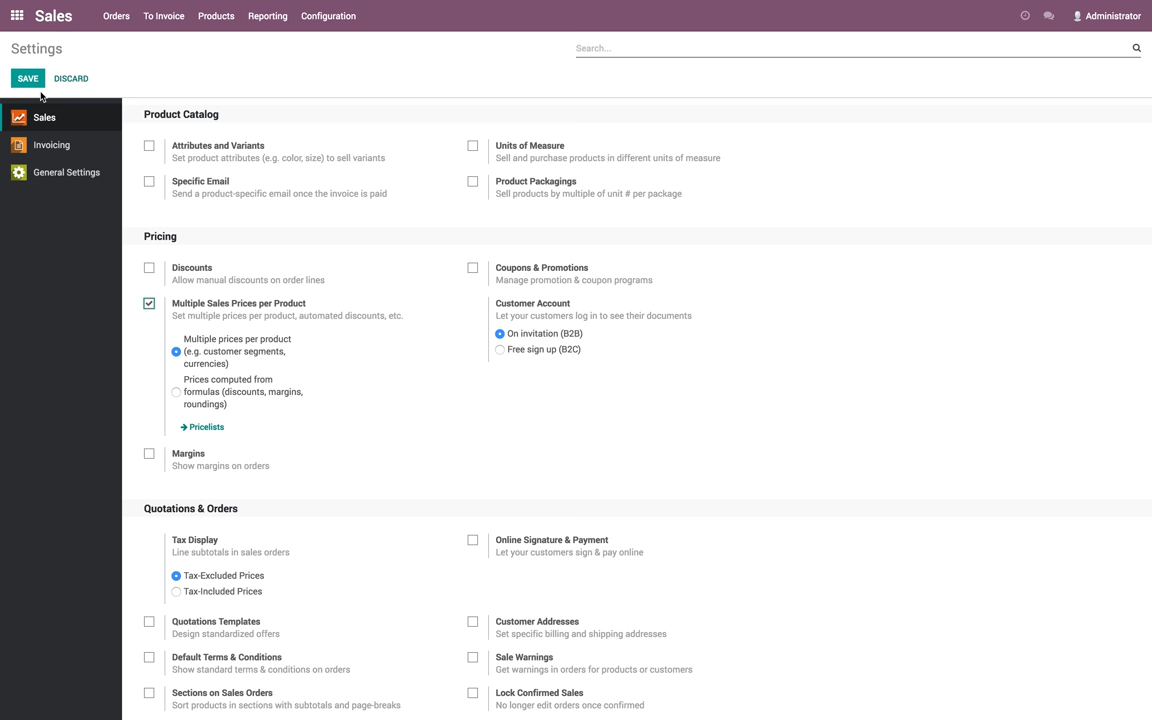 Sales
Orders To Invoice Products Reporting Configuration
Administrator
Settings
Search...
SAVE DISCARD
Sales
Invoicing
General Settings
Product Catalog
Attributes and Variants
Set product attributes (e.g. color, size) to sell variants
Units of Measure
Sell and purchase products in different units of measure
Specific Email
Send a product-specific email once the invoice is paid
Product Packagings
Sell products by multiple of unit # per package
Pricing
Discounts
Allow manual discounts on order lines
Coupons & Promotions
Manage promotion & coupon programs
Multiple Sales Prices per Product
Set multiple prices per product, automated discounts, etc.
Multiple prices per product
(e.g. customer segments,
currencies)
Prices computed from
formulas (discounts, margins,
roundings)
Pricelists
Customer Account
Let your customers log in to see their documents
On invitation (B2B)
Free sign up (B2C)
Margins
Show margins on orders
Quotations & Orders
Tax Display
Line subtotals in sales orders
Tax-Excluded Prices
Tax-Included Prices
Online Signature & Payment
Let your customers sign & pay online
Quotations Templates
Design standardized offers
Customer Addresses
Set specific billing and shipping addresses
Default Terms & Conditions
Show standard terms & conditions on orders
Sale Warnings
Get warnings in orders for products or customers
Sections on Sales Orders
Sort products in sections with subtotals and page-breaks
Lock Confirmed Sales
No longer edit orders once confirmed